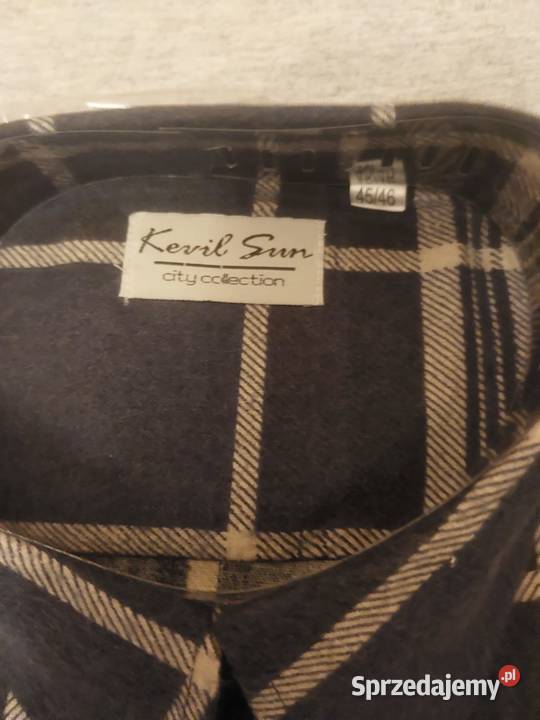 45/46
Kevil Sun
city collection
Sprzedajemy.pl